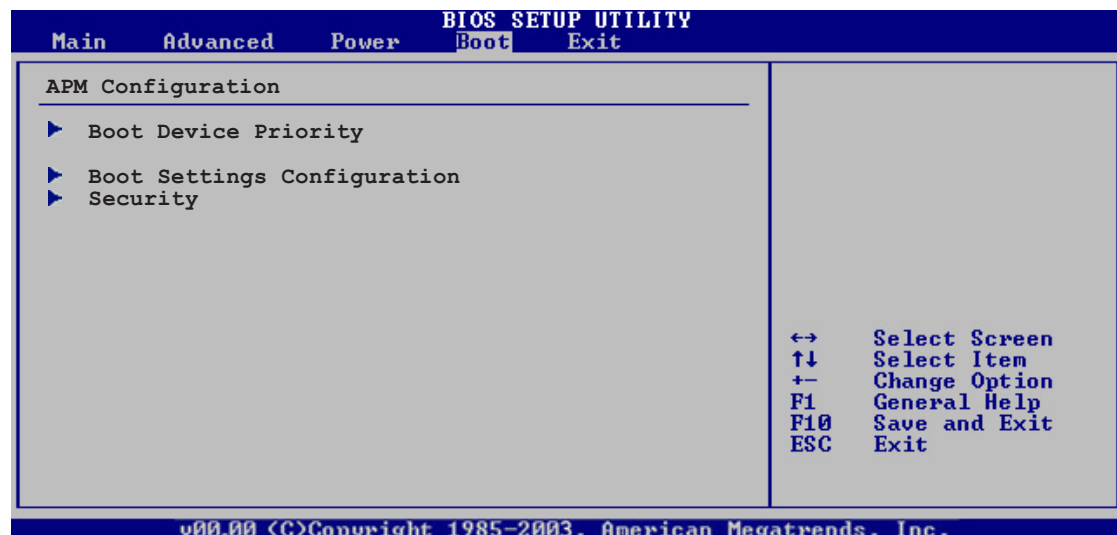 BIOS SETUP UTILITY
Main Advanced Power Boot Exit
APM Configuration
Boot Device Priority
Boot Settings Configuration
Security
←→ Select Screen
↑↓ Select Item
+- Change Option
F1 General Help
F10 Save and Exit
ESC Exit
v00.00 (C)Copyright 1985-2003, American Megatrends, Inc.